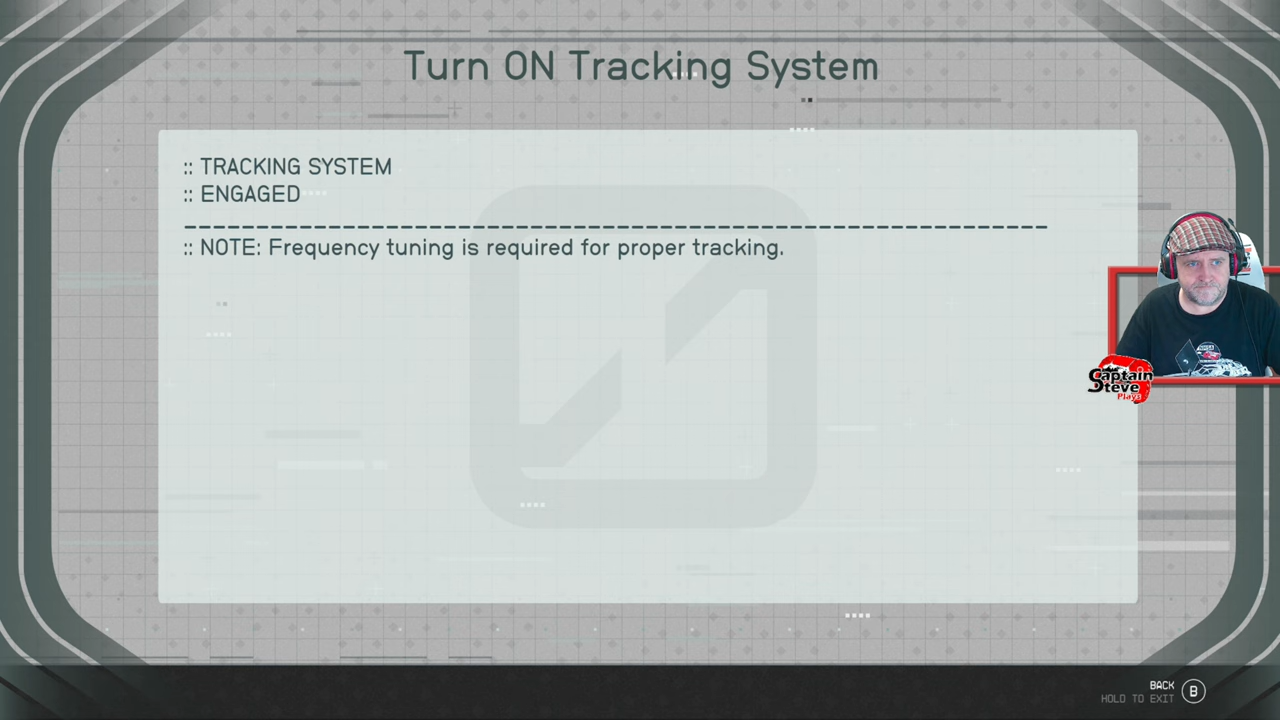 Turn ON Tracking System
:: TRACKING SYSTEM
:: ENGAGED
------------------------------------------------------------
:: NOTE: Frequency tuning is required for proper tracking.
Captain
Steve
Plays
BACK
HOLD TO EXIT
B